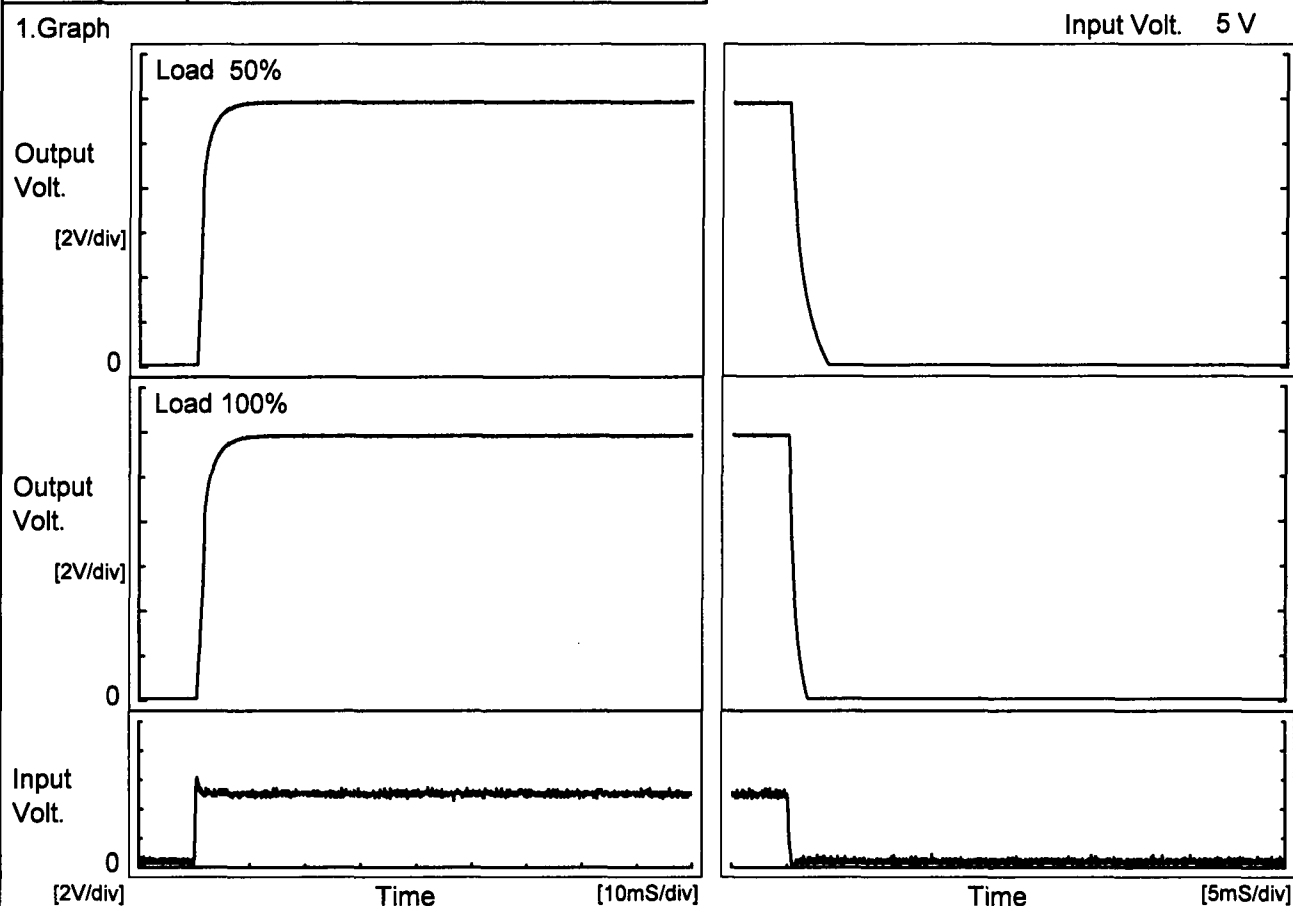 1.Graph
Input Volt. 5 V
Load 50%
Output
Volt.
[2V/div]
0
Load 100%
Output
Volt.
[2V/div]
0
Input
Volt.
0
[2V/div]
Time
[10mS/div]
Time
[5mS/div]